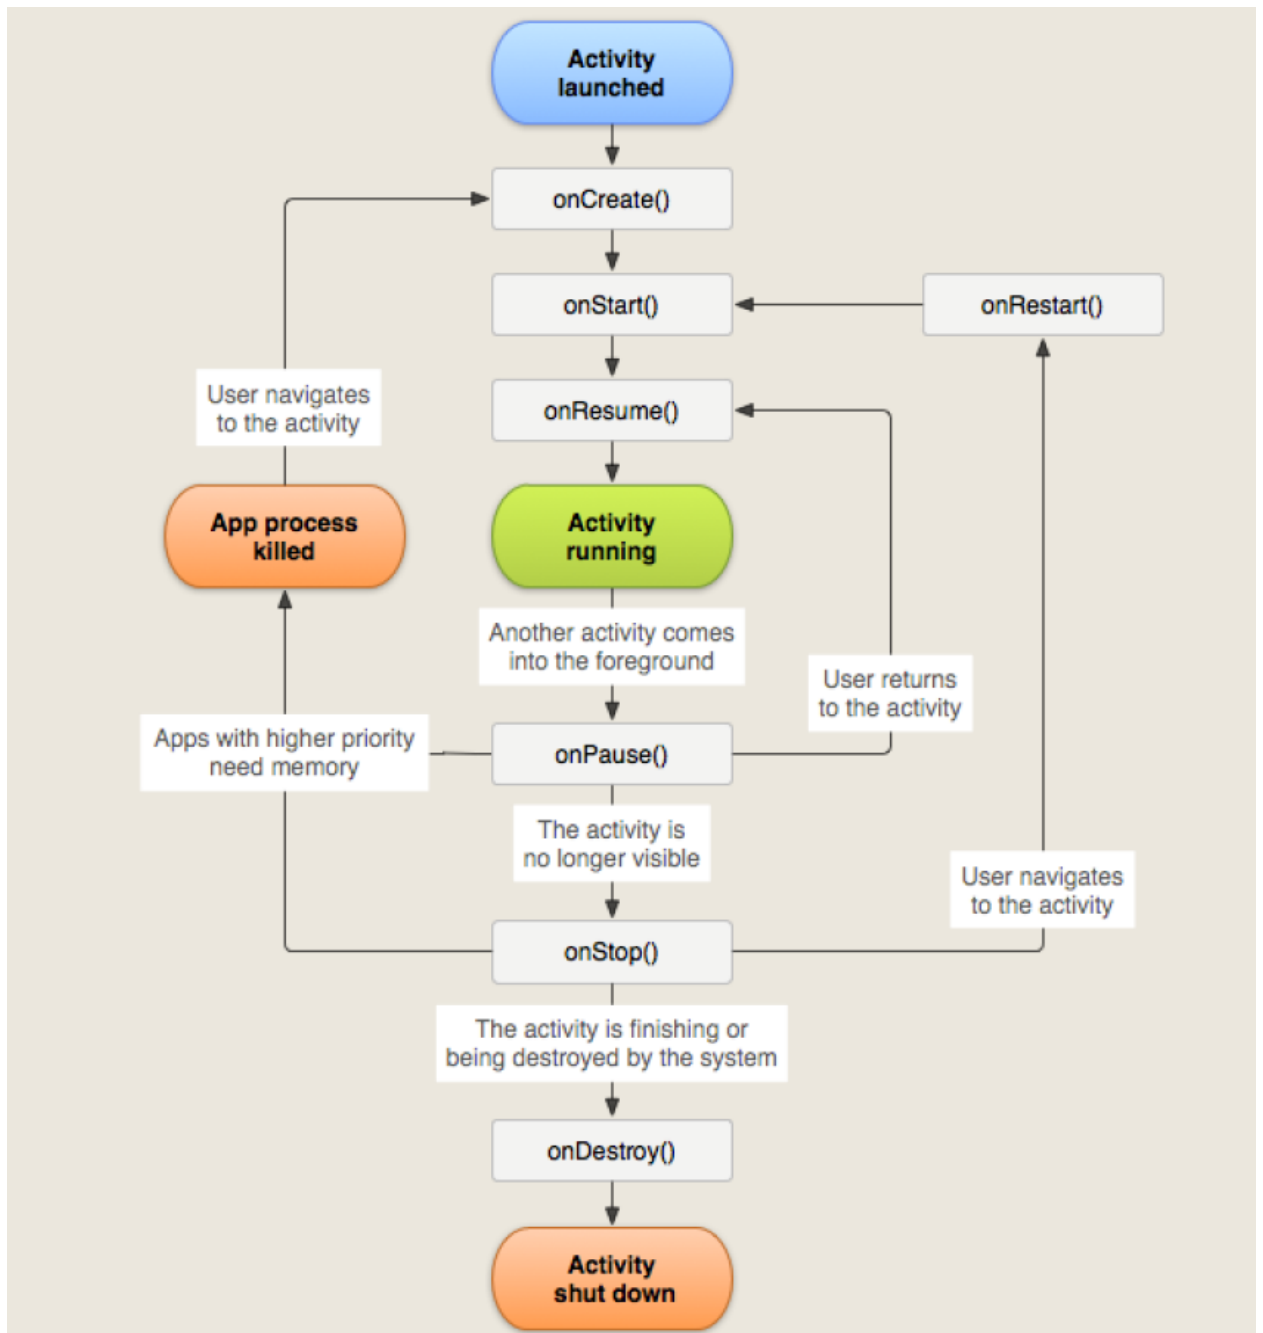 Activity
launched
onCreate()
onStart()
onRestart()
onResume()
User navigates
to the activity
App process
killed
Activity
running
Another activity comes
into the foreground
User returns
to the activity
Apps with higher priority
need memory
onPause()
The activity is
no longer visible
User navigates
to the activity
onStop()
The activity is finishing or
being destroyed by the system
onDestroy()
Activity
shut down